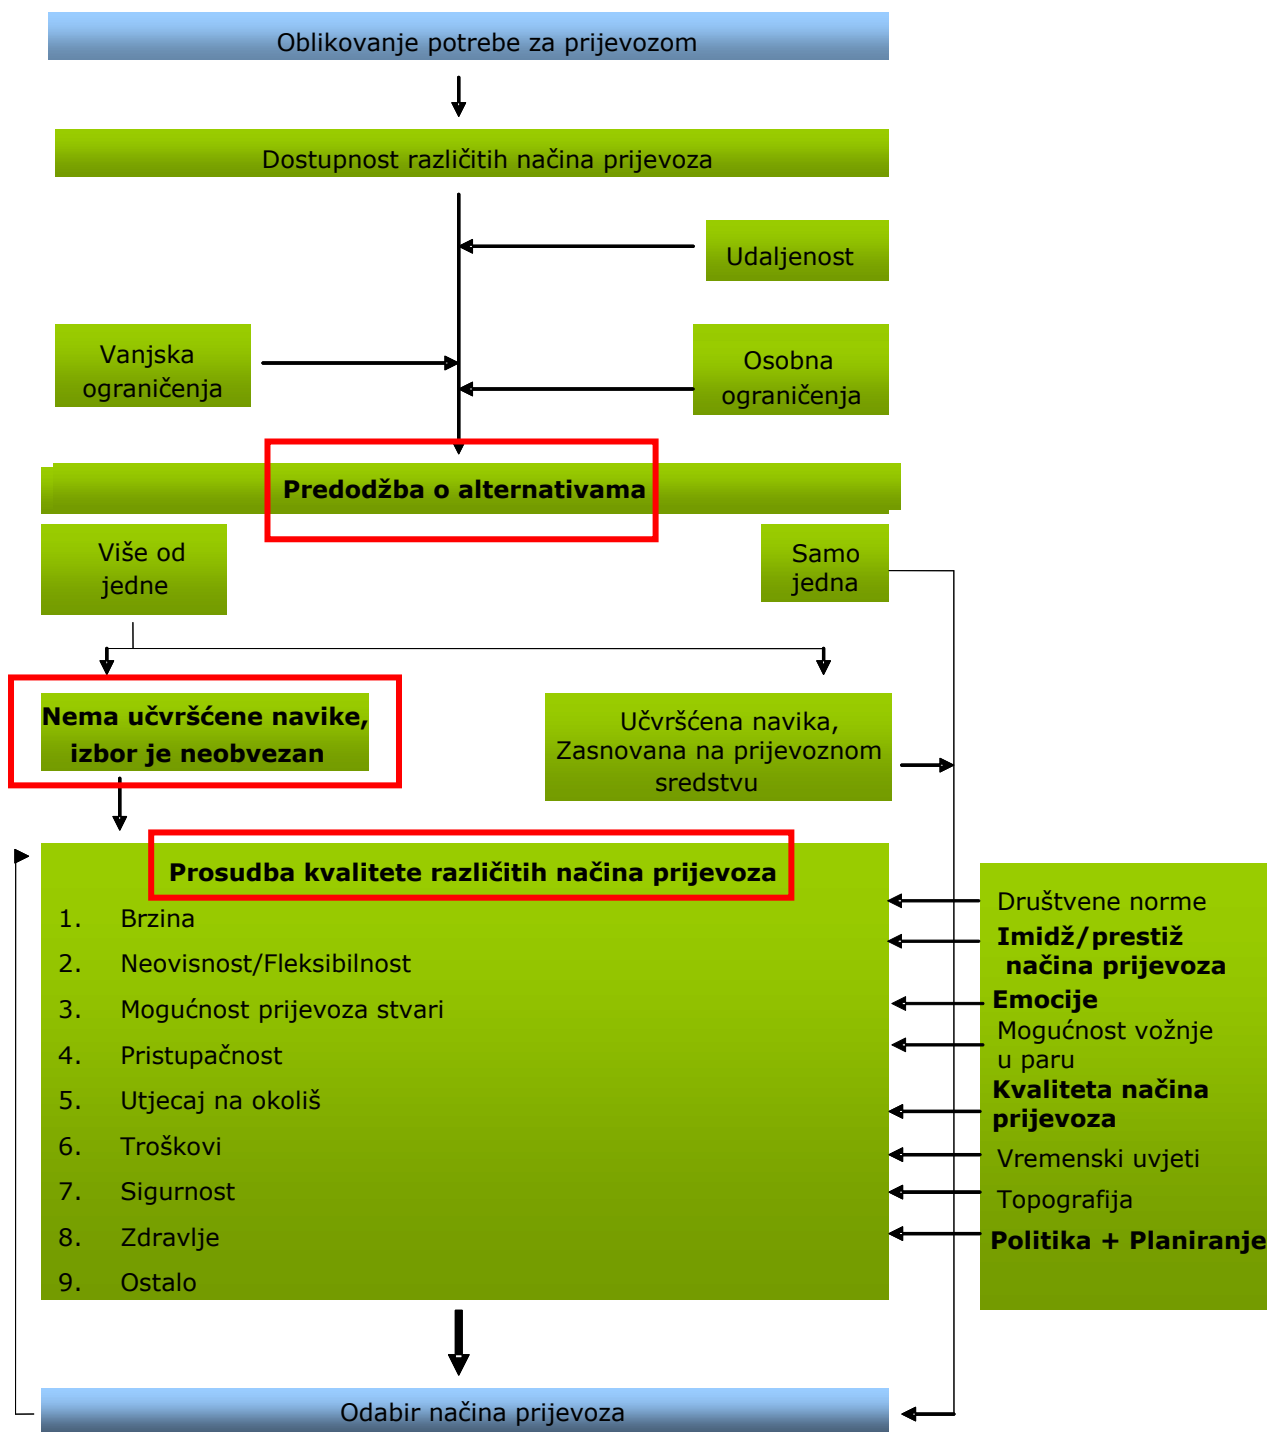 Oblikovanje potrebe za prijevozom
Dostupnost različitih načina prijevoza
Udaljenost
Vanjska
ograničenja
Osobna
ograničenja
Predodžba o alternativama
Više od
jedne
Samo
jedna
Nema učvršćene navike,
izbor je neobvezan
Učvršćena navika,
Zasnovana na prijevoznom
sredstvu
Prosudba kvalitete različitih načina prijevoza
1. Brzina
2. Neovisnost/Fleksibilnost
3. Mogućnost prijevoza stvari
4. Pristupačnost
5. Utjecaj na okoliš
6. Troškovi
7. Sigurnost
8. Zdravlje
9. Ostalo
Društvene norme
Imidž/prestiž
načina prijevoza
Emocije
Mogućnost vožnje
u paru
Kvaliteta načina
prijevoza
Vremenski uvjeti
Topografija
Politika + Planiranje
Odabir načina prijevoza